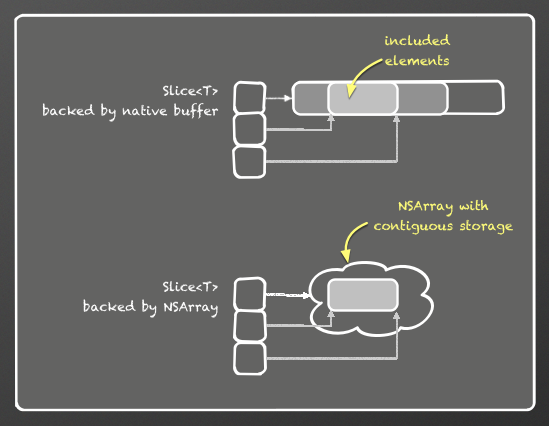 included
elements
Slice<T>
backed by native buffer
NSArray with
contiguous storage
Slice<T>
backed by NSArray